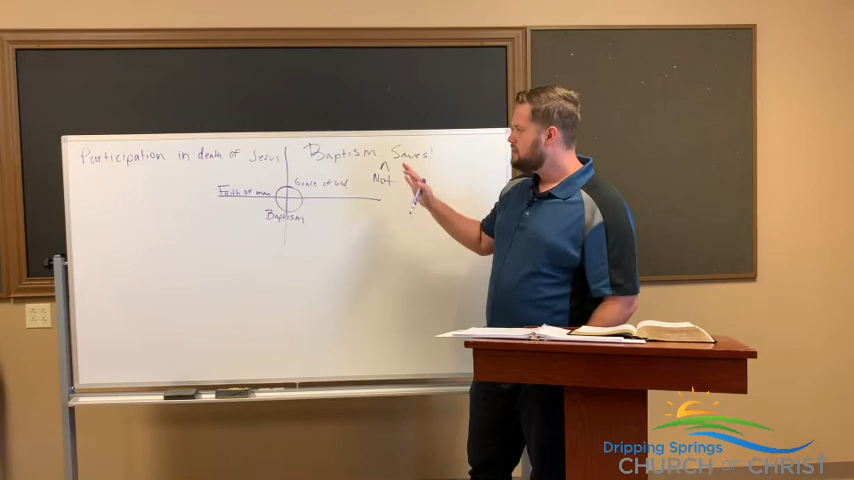 Participation in death of Jesus
Baptism Saves!
Not
Grace of God
Faith of man
Baptism
Dripping Springs
CHURCH OF CHRIST